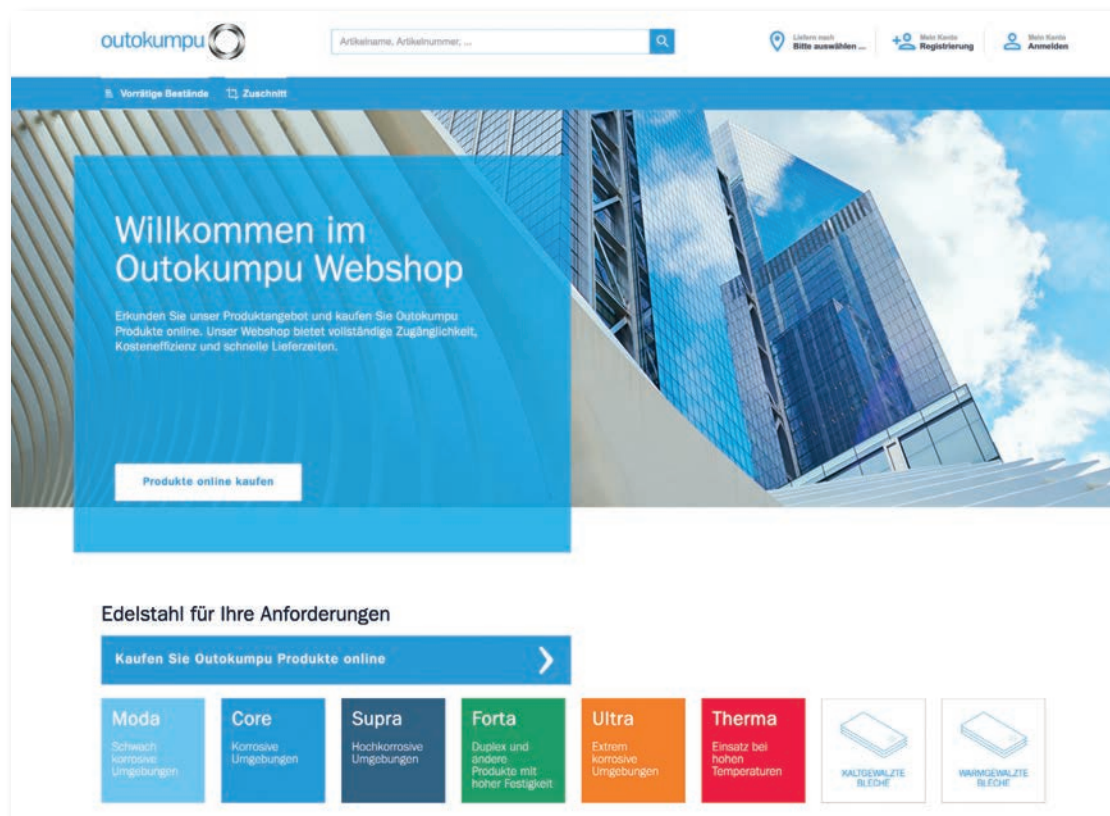 outokumpu
Artikelname, Artikelnummer, ...
Liefern nach
Bitte auswählen ...
Mein Konto
Registrierung
Mein Konto
Anmelden
Vorrätige Bestände
Zuschnitt
Willkommen im
Outokumpu Webshop
Erkunden Sie unser Produktangebot und kaufen Sie Outokumpu
Produkte online. Unser Webshop bietet vollständige Zugänglichkeit,
Kosteneffizienz und schnelle Lieferzeiten.
Produkte online kaufen
Edelstahl für Ihre Anforderungen
Kaufen Sie Outokumpu Produkte online
Moda
Schwach
korrosive
Umgebungen
Core
Korrosive
Umgebungen
Supra
Hochkorrosive
Umgebungen
Forta
Duplex und
andere
Produkte mit
hoher Festigkeit
Ultra
Extrem
korrosive
Umgebungen
Therma
Einsatz bei
hohen
Temperaturen
KALTGEWALZTE
BLECHE
WARMGEWALZTE
BLECHE